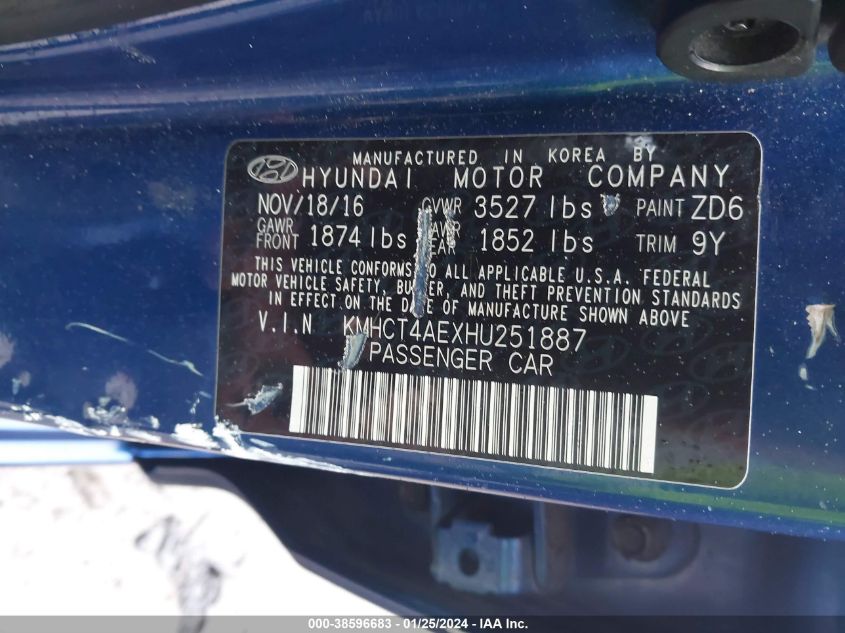 MANUFACTURED IN KOREA BY
HYUNDAI MOTOR COMPANY
NOV/18/16 GVWR 3527 lbs PAINT ZD6
GAWR FRONT 1874 lbs 1852 lbs TRIM 9Y
THIS VEHICLE CONFORMS TO ALL APPLICABLE U.S.A. FEDERAL
MOTOR VEHICLE SAFETY, AND THEFT PREVENTION STANDARDS
IN EFFECT ON THE DATE OF MANUFACTURE SHOWN ABOVE
V.I.N KMHCT4AEXHU251887
PASSENGER CAR
000-38596683 - 01/25/2024 - IAA Inc.